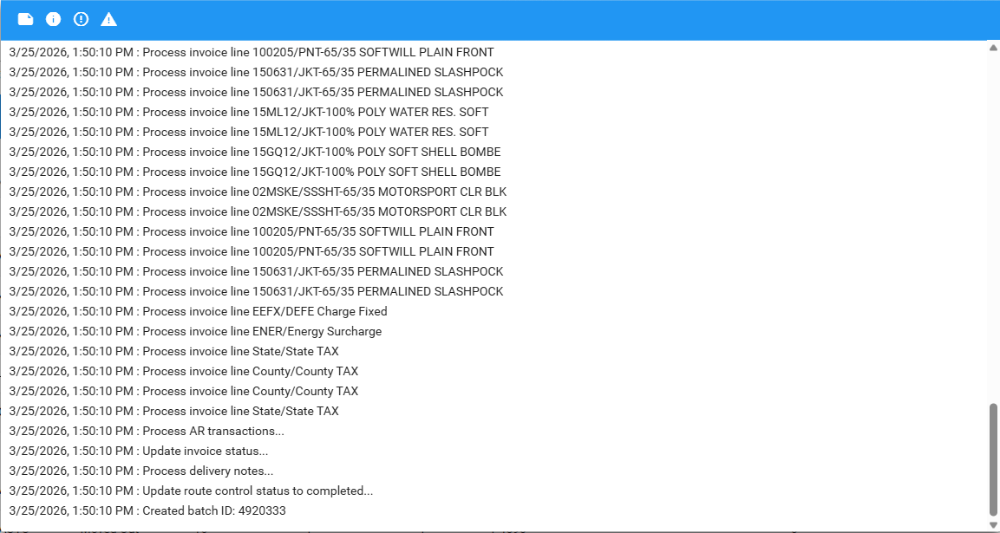 3/25/2026, 1:50:10 PM : Process invoice line 100205/PNT-65/35 SOFTWILL PLAIN FRONT
3/25/2026, 1:50:10 PM : Process invoice line 150631/JKT-65/35 PERMALINED SLASHPOCK
3/25/2026, 1:50:10 PM : Process invoice line 150631/JKT-65/35 PERMALINED SLASHPOCK
3/25/2026, 1:50:10 PM : Process invoice line 15ML12/JKT-100% POLY WATER RES. SOFT
3/25/2026, 1:50:10 PM : Process invoice line 15ML12/JKT-100% POLY WATER RES. SOFT
3/25/2026, 1:50:10 PM : Process invoice line 15GQ12/JKT-100% POLY SOFT SHELL BOMBE
3/25/2026, 1:50:10 PM : Process invoice line 15GQ12/JKT-100% POLY SOFT SHELL BOMBE
3/25/2026, 1:50:10 PM : Process invoice line 02MSKE/SSSHT-65/35 MOTORSPORT CLR BLK
3/25/2026, 1:50:10 PM : Process invoice line 02MSKE/SSSHT-65/35 MOTORSPORT CLR BLK
3/25/2026, 1:50:10 PM : Process invoice line 100205/PNT-65/35 SOFTWILL PLAIN FRONT
3/25/2026, 1:50:10 PM : Process invoice line 100205/PNT-65/35 SOFTWILL PLAIN FRONT
3/25/2026, 1:50:10 PM : Process invoice line 150631/JKT-65/35 PERMALINED SLASHPOCK
3/25/2026, 1:50:10 PM : Process invoice line 150631/JKT-65/35 PERMALINED SLASHPOCK
3/25/2026, 1:50:10 PM : Process invoice line EEFX/DEFE Charge Fixed
3/25/2026, 1:50:10 PM : Process invoice line ENER/Energy Surcharge
3/25/2026, 1:50:10 PM : Process invoice line State/State TAX
3/25/2026, 1:50:10 PM : Process invoice line County/County TAX
3/25/2026, 1:50:10 PM : Process invoice line County/County TAX
3/25/2026, 1:50:10 PM : Process invoice line State/State TAX
3/25/2026, 1:50:10 PM : Process AR transactions...
3/25/2026, 1:50:10 PM : Update invoice status...
3/25/2026, 1:50:10 PM : Process delivery notes...
3/25/2026, 1:50:10 PM : Update route control status to completed...
3/25/2026, 1:50:10 PM : Created batch ID: 4920333